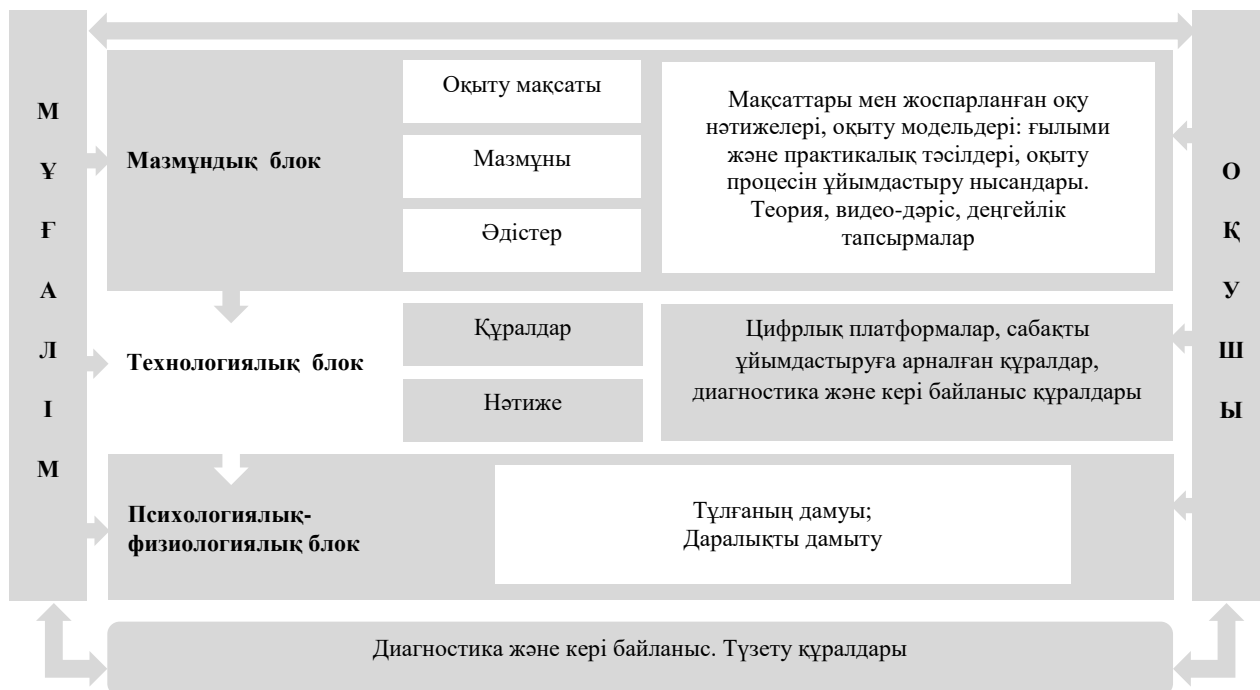 М
Ұ
Ғ
А
Л
І
М
Мазмұндық блок
Оқыту мақсаты
Мазмұны
Әдістер
Мақсаттары мен жоспарланған оқу
нәтижелері, оқыту модельдері: ғылыми
және практикалық тәсілдері, оқыту
процесін ұйымдастыру нысандары.
Теория, видео-дәріс, деңгейлік
тапсырмалар
Технологиялық блок
Құралдар
Нәтиже
Цифрлық платформалар, сабақты
ұйымдастыруға арналған құралдар,
диагностика және кері байланыс құралдары
Психологиялық-
физиологиялық блок
Тұлғаның дамуы;
Даралықты дамыту
О
Қ
У
Ш
Ы
Диагностика және кері байланыс. Түзету құралдары